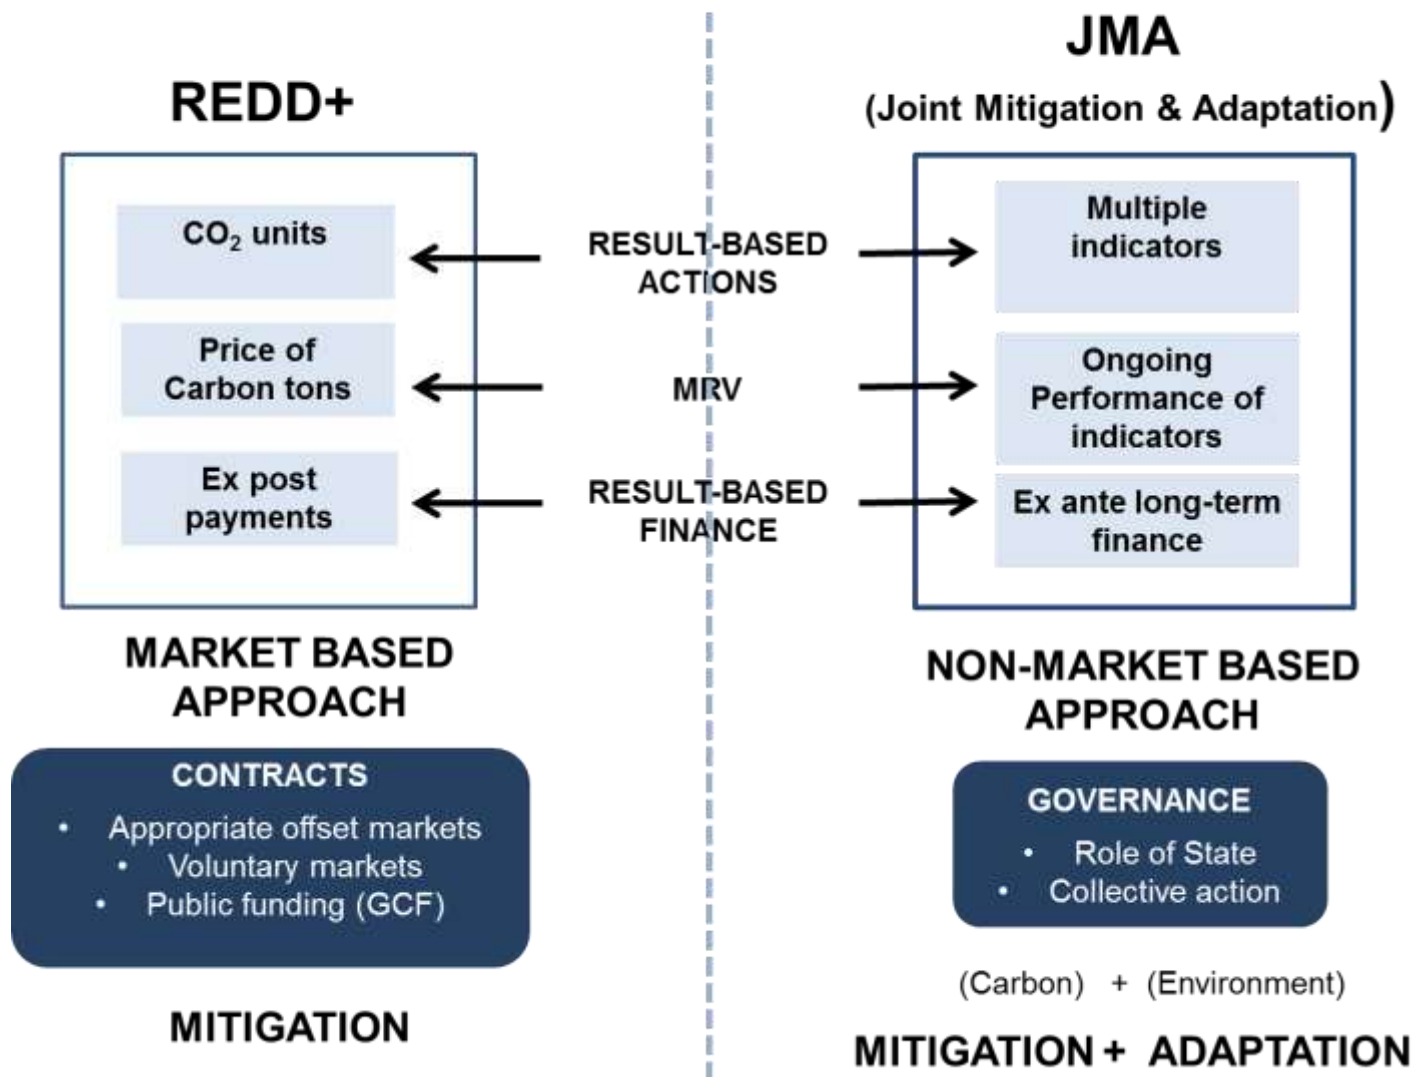 REDD+
CO₂ units
Price of
Carbon tons
Ex post
payments
MARKET BASED
APPROACH
CONTRACTS
• Appropriate offset markets
• Voluntary markets
• Public funding (GCF)
MITIGATION
RESULT-BASED
ACTIONS
MRV
RESULT-BASED
FINANCE
JMA
(Joint Mitigation & Adaptation)
Multiple
indicators
Ongoing
Performance of
indicators
Ex ante long-term
finance
NON-MARKET BASED
APPROACH
GOVERNANCE
• Role of State
• Collective action
(Carbon) + (Environment)
MITIGATION + ADAPTATION